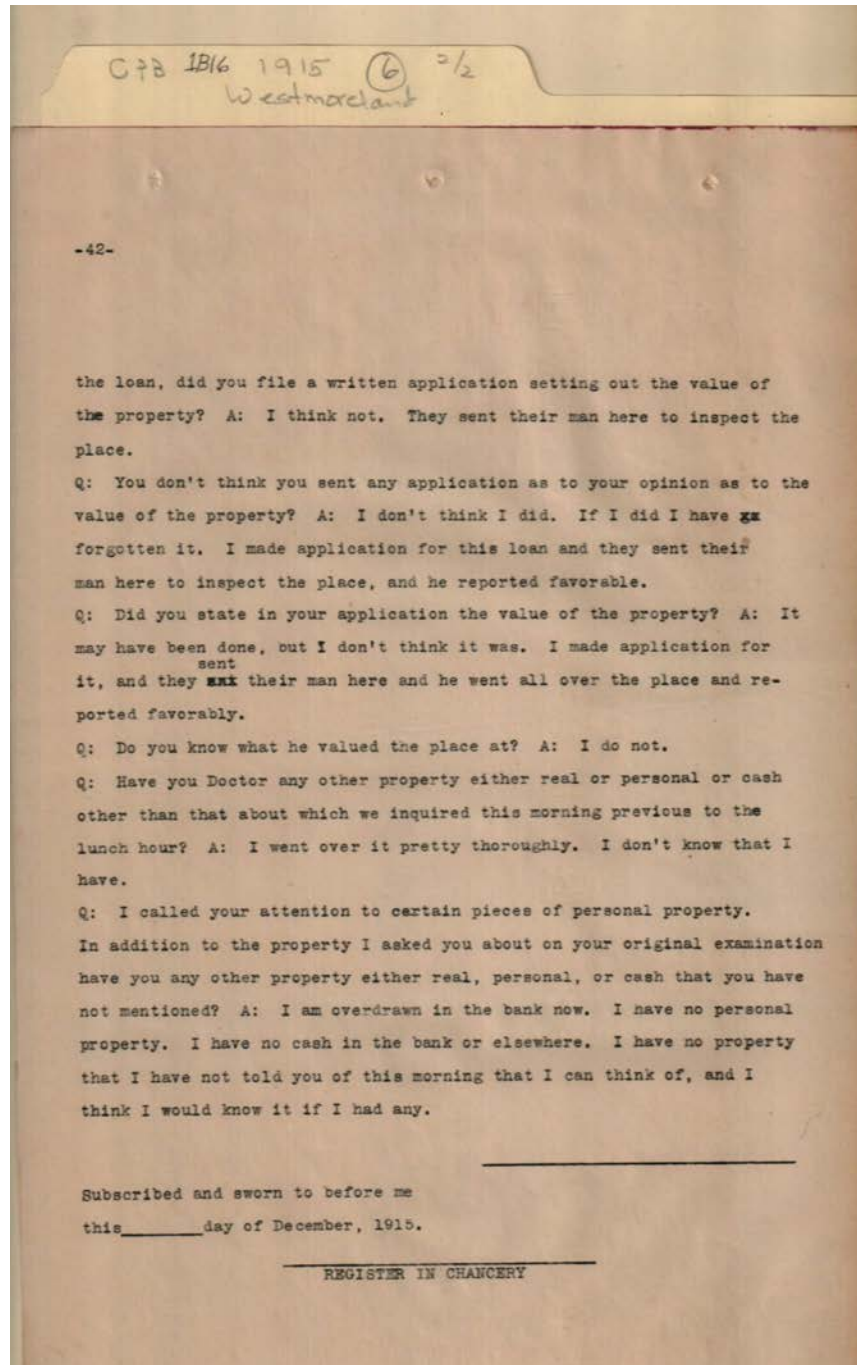 C&B 1B16 1915 6 2/2
Westmoreland
-42-
the loan, did you file a written application setting out the value of
the property? A: I think not. They sent their man here to inspect the
place.
Q: You don't think you sent any application as to your opinion as to the
value of the property? A: I don't think I did. If I did I have xx
forgotten it. I made application for this loan and they sent their
man here to inspect the place, and he reported favorable.
Q: Did you state in your application the value of the property? A: It
may have been done, but I don't think it was. I made application for
sent
it, and they their man here and he went all over the place and re-
ported favorably.
Q: Do you know what he valued the place at? A: I do not.
Q: Have you Doctor any other property either real or personal or cash
other than that about which we inquired this morning previous to the
lunch hour? A: I went over it pretty thoroughly. I don't know that I
have.
Q: I called your attention to certain pieces of personal property.
In addition to the property I asked you about on your original examination
have you any other property either real, personal, or cash that you have
not mentioned? A: I am overdrawn in the bank now. I have no personal
property. I have no cash in the bank or elsewhere. I have no property
that I have not told you of this morning that I can think of, and I
think I would know it if I had any.
Subscribed and sworn to before me
this________day of December, 1915.
REGISTER IN CHANCERY